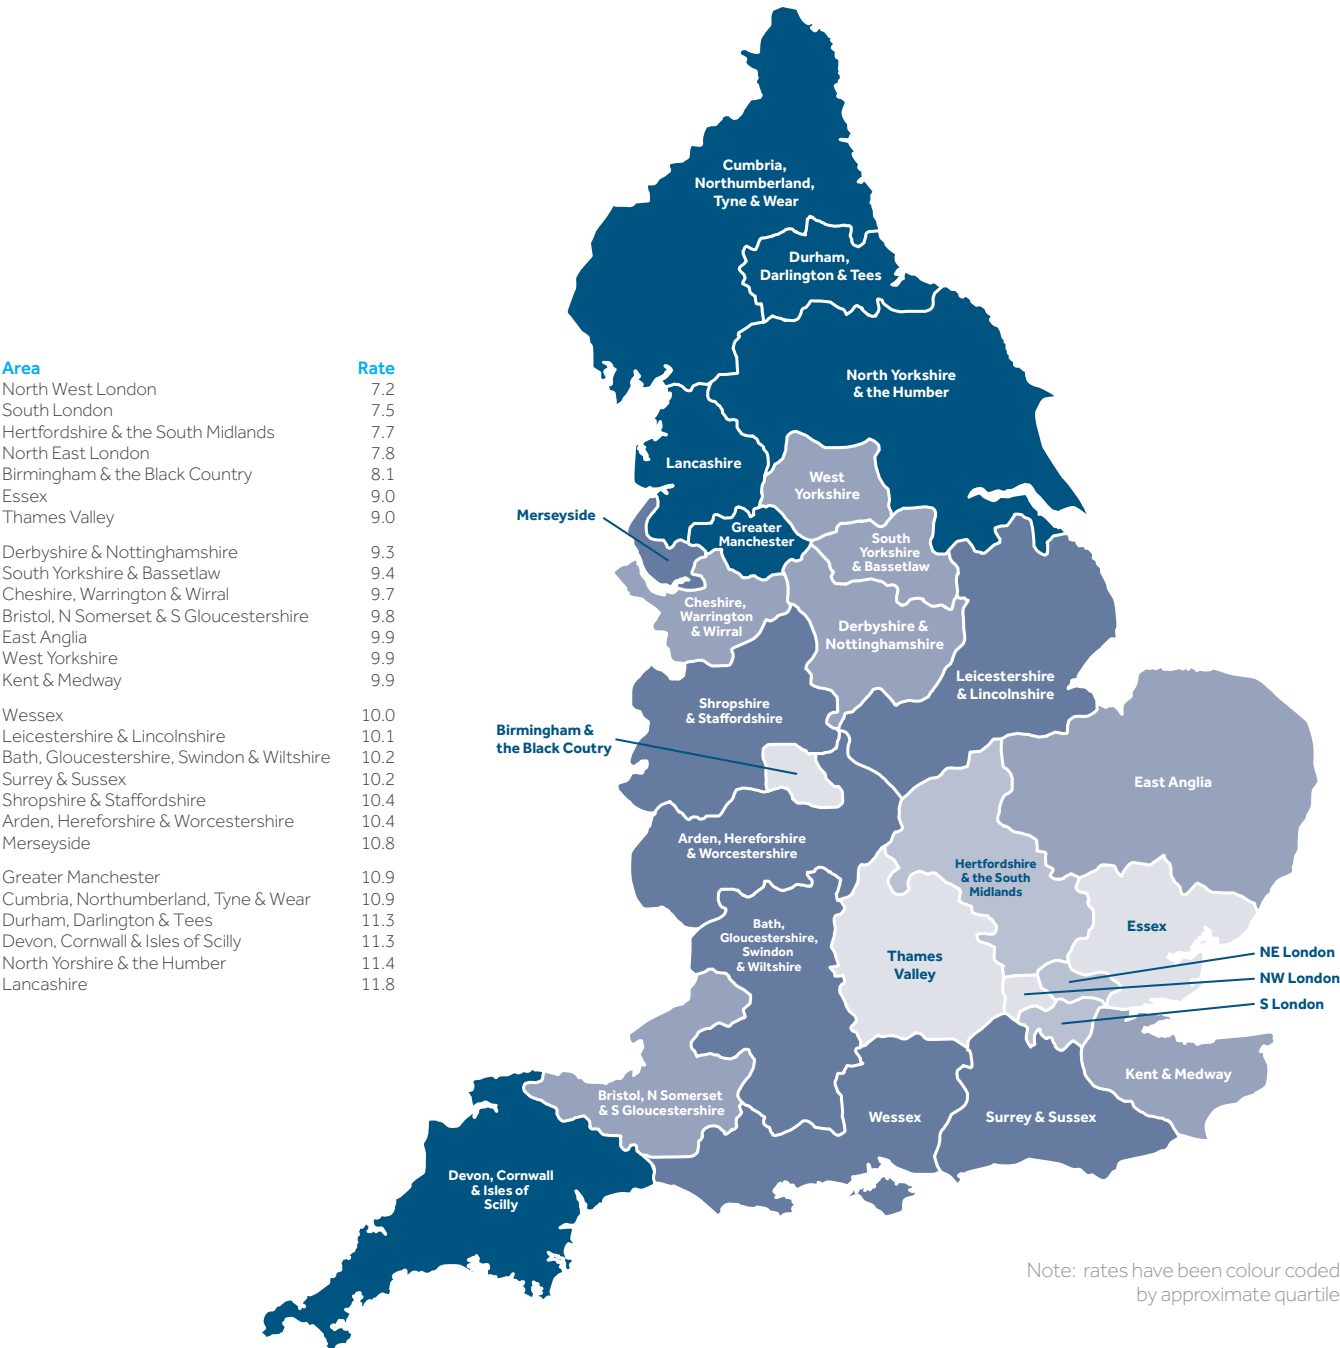 Area Rate
North West London 7.2
South London 7.5
Hertfordshire & the South Midlands 7.7
North East London 7.8
Birmingham & the Black Country 8.1
Essex 9.0
Thames Valley 9.0
Derbyshire & Nottinghamshire 9.3
South Yorkshire & Bassetlaw 9.4
Cheshire, Warrington & Wirral 9.7
Bristol, N Somerset & S Gloucestershire 9.8
East Anglia 9.9
West Yorkshire 9.9
Kent & Medway 9.9
Wessex 10.0
Leicestershire & Lincolnshire 10.1
Bath, Gloucestershire, Swindon & Wiltshire 10.2
Surrey & Sussex 10.2
Shropshire & Staffordshire 10.4
Arden, Hereforshire & Worcestershire 10.4
Merseyside 10.8
Greater Manchester 10.9
Cumbria, Northumberland, Tyne & Wear 10.9
Durham, Darlington & Tees 11.3
Devon, Cornwall & Isles of Scilly 11.3
North Yorshire & the Humber 11.4
Lancashire 11.8
Cumbria,
Northumberland,
Tyne & Wear
Durham,
Darlington & Tees
North Yorkshire
& the Humber
Lancashire
West
Yorkshire
Merseyside
Greater
Manchester
South
Yorkshire
& Bassetlaw
Cheshire,
Warrington
& Wirral
Derbyshire &
Nottinghamshire
Leicestershire
& Lincolnshire
Shropshire
& Staffordshire
Birmingham &
the Black Coutry
East Anglia
Arden, Hereforshire
& Worcestershire
Hertfordshire
& the South
Midlands
Bath,
Gloucestershire,
Swindon
& Wiltshire
Essex
Thames
Valley
NE London
NW London
S London
Kent & Medway
Bristol, N Somerset
& S Gloucestershire
Wessex
Surrey & Sussex
Devon, Cornwall
& Isles of
Scilly
Note: rates have been colour coded
by approximate quartile